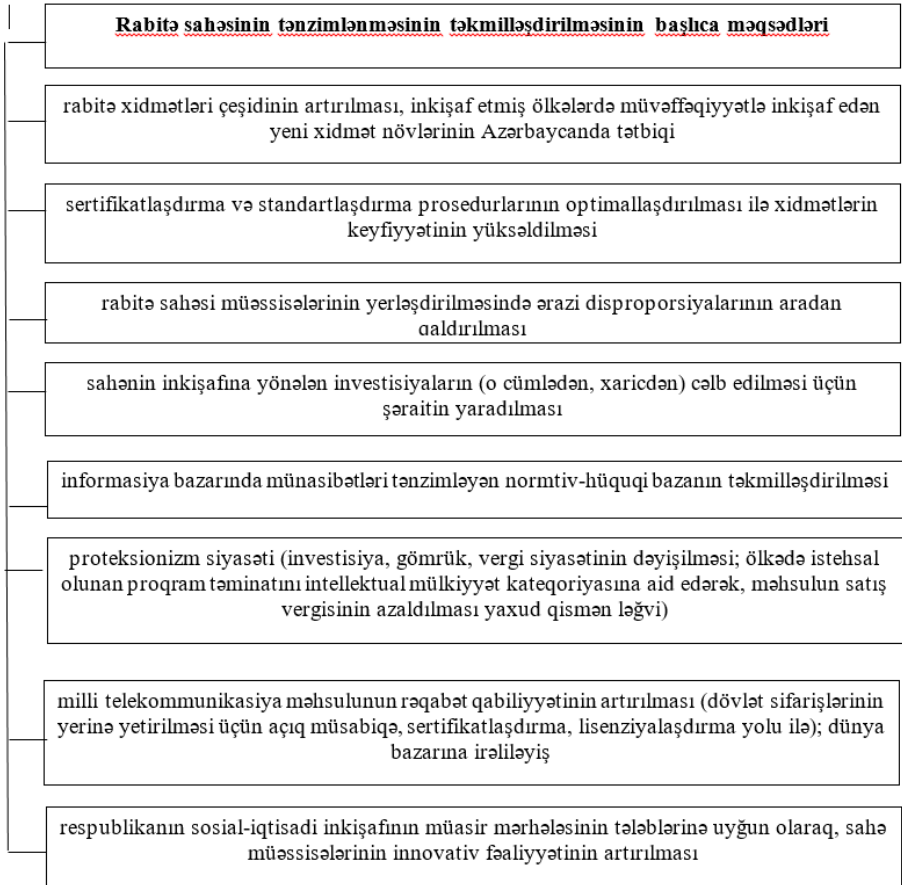 Rabitə sahəsinin tənzimlənməsinin təkmilləşdirilməsinin başlıca məqsədləri
rabitə xidmətləri çeşidinin artırılması, inkişaf etmiş ölkələrdə müvəffəqiyyətlə inkişaf edən
yeni xidmət növlərinin Azərbaycanda tətbiqi
sertifikatlaşdırma və standartlaşdırma prosedurlarının optimallaşdırılması ilə xidmətlərin
keyfiyyətinin yüksəldilməsi
rabitə sahəsi müəssisələrinin yerləşdirilməsində ərazi disproporsiyalarının aradan
qaldırılması
sahənin inkişafına yönələn investisiyaların (o cümlədən, xaricdən) cəlb edilməsi üçün
şəraitin yaradılması
informasiya bazarında münasibətləri tənzimləyən normtiv-hüquqi bazanın təkmilləşdirilməsi
proteksionizm siyasəti (investisiya, gömrük, vergi siyasətinin dəyişilməsi; ölkədə istehsal
olunan proqram təminatını intellektual mülkiyyət kateqoriyasına aid edərək, məhsulun satış
vergisinin azaldılması yaxud qismən ləğvi)
milli telekommunikasiya məhsulunun rəqabət qabiliyyətinin artırılması (dövlət sifarişlərinin
yerinə yetirilməsi üçün açıq müsabiqə, sertifikatlaşdırma, lisenziyalaşdırma yolu ilə); dünya
bazarına irəliləyiş
respublikanın sosial-iqtisadi inkişafının müasir mərhələsinin tələblərinə uyğun olaraq, sahə
müəssisələrinin innovativ fəaliyyətinin artırılması